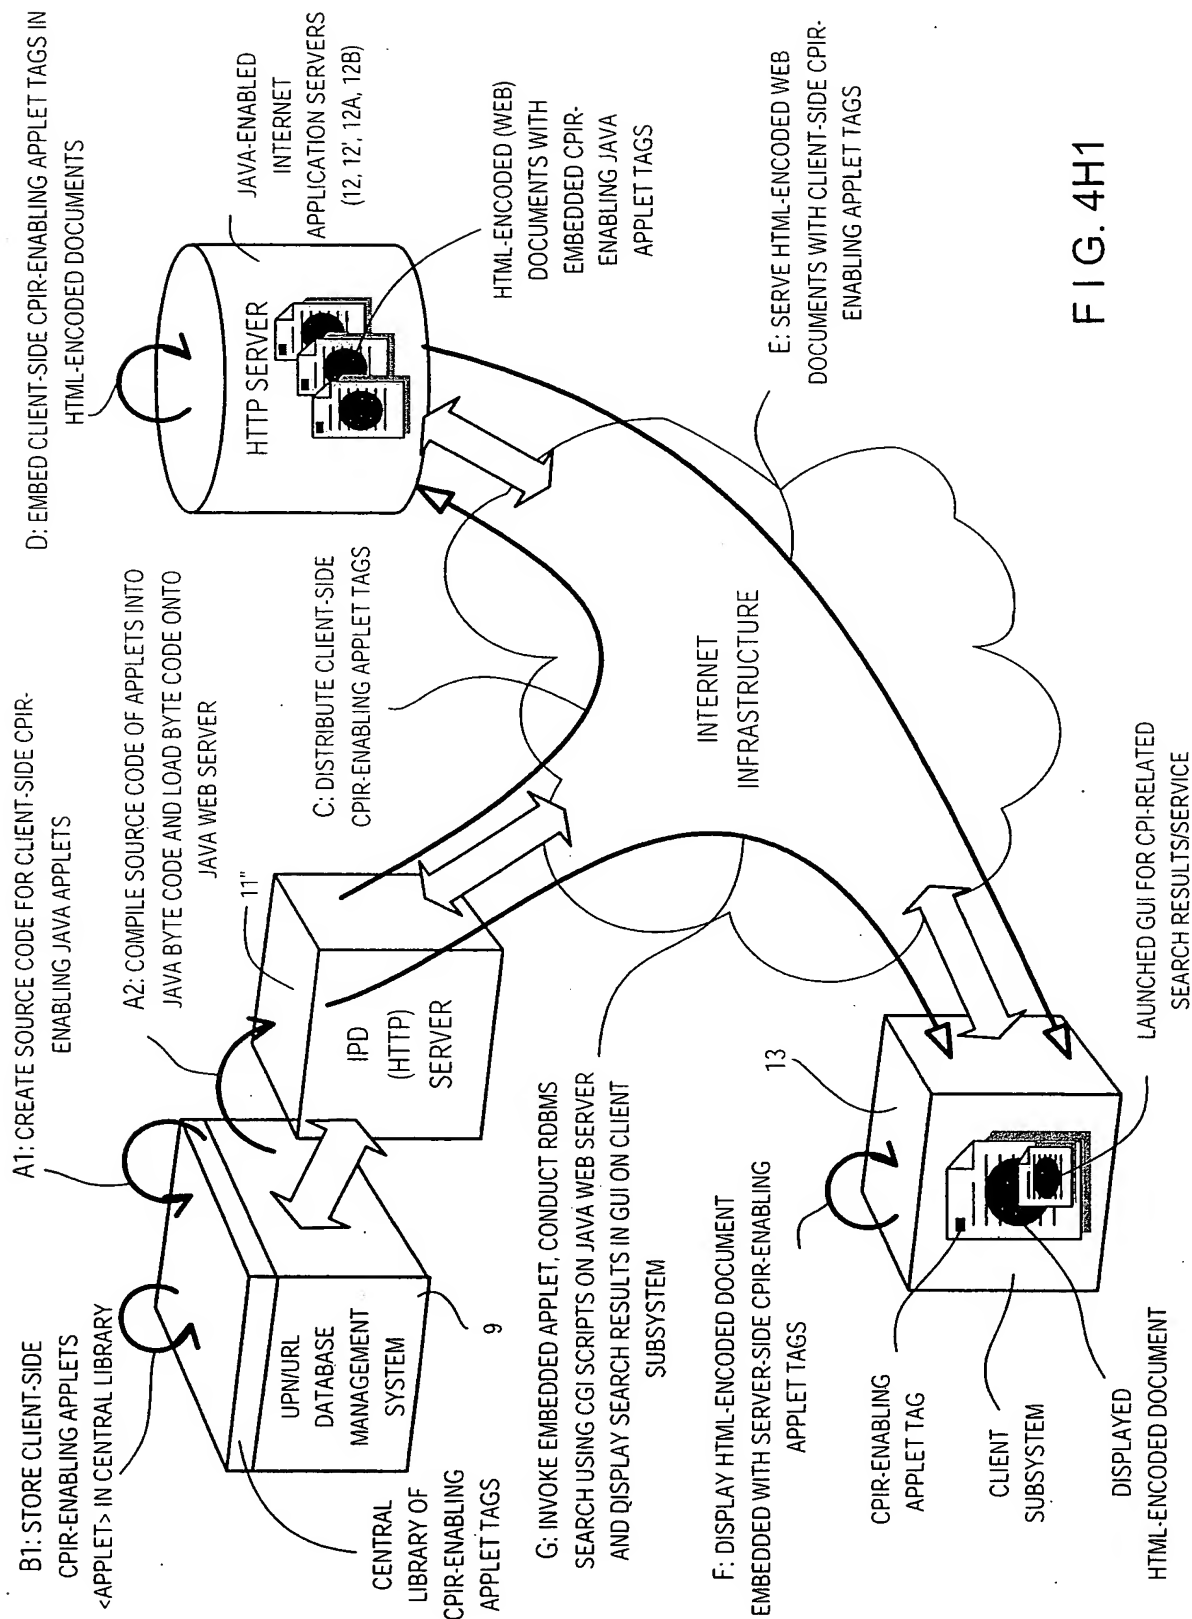 A1: CREATE SOURCE CODE FOR CLIENT-SIDE CPIR-
ENABLING JAVA APPLETS
D: EMBED CLIENT-SIDE CPIR-ENABLING APPLET TAGS IN
HTML-ENCODED DOCUMENTS
B1: STORE CLIENT-SIDE
CPIR-ENABLING APPLETS
<APPLET> IN CENTRAL LIBRARY
A2: COMPILE SOURCE CODE OF APPLETS INTO
JAVA BYTE CODE AND LOAD BYTE CODE ONTO
JAVA WEB SERVER
JAVA-ENABLED
INTERNET
APPLICATION SERVERS
(12, 12', 12A, 12B)
HTTP SERVER
11"
UPN/URL
DATABASE
MANAGEMENT
SYSTEM
IPD
(HTTP)
SERVER
C: DISTRIBUTE CLIENT-SIDE
CPIR-ENABLING APPLET TAGS
HTML-ENCODED (WEB)
DOCUMENTS WITH
EMBEDDED CPIR-
ENABLING JAVA
APPLET TAGS
9
CENTRAL
LIBRARY OF
CPIR-ENABLING
APPLET TAGS
G: INVOKE EMBEDDED APPLET, CONDUCT RDBMS
SEARCH USING CGI SCRIPTS ON JAVA WEB SERVER
AND DISPLAY SEARCH RESULTS IN GUI ON CLIENT
SUBSYSTEM
INTERNET
INFRASTRUCTURE
E: SERVE HTML-ENCODED WEB
DOCUMENTS WITH CLIENT-SIDE CPIR-
ENABLING APPLET TAGS
F: DISPLAY HTML-ENCODED DOCUMENT
EMBEDDED WITH SERVER-SIDE CPIR-ENABLING
APPLET TAGS
13
CPIR-ENABLING
APPLET TAG
CLIENT
SUBSYSTEM
DISPLAYED
HTML-ENCODED DOCUMENT
LAUNCHED GUI FOR CPI-RELATED
SEARCH RESULTS/SERVICE
FIG. 4H1